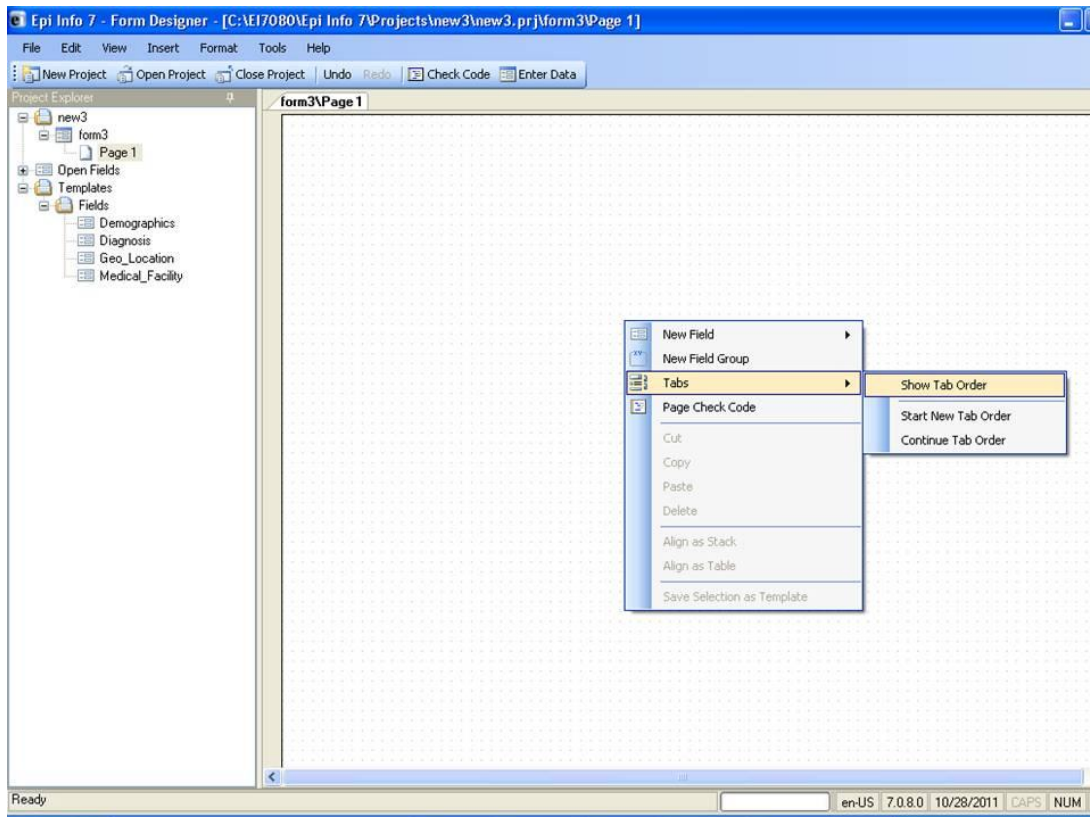 Epi Info 7 - Form Designer - [C:\EI7080\Epi Info 7\Projects\new3\new3.prj\form3\Page 1]
File Edit View Insert Format Tools Help
New Project Open Project Close Project Undo Redo Check Code Enter Data
Project Explorer
form3\Page 1
new3
form3
Page 1
Open Fields
Templates
Fields
Demographics
Diagnosis
Geo_Location
Medical_Facility
New Field
New Field Group
Tabs
Page Check Code
Cut
Copy
Paste
Delete
Align as Stack
Align as Table
Save Selection as Template
Show Tab Order
Start New Tab Order
Continue Tab Order
Ready en-US 7.0.8.0 10/28/2011 CAPS NUM